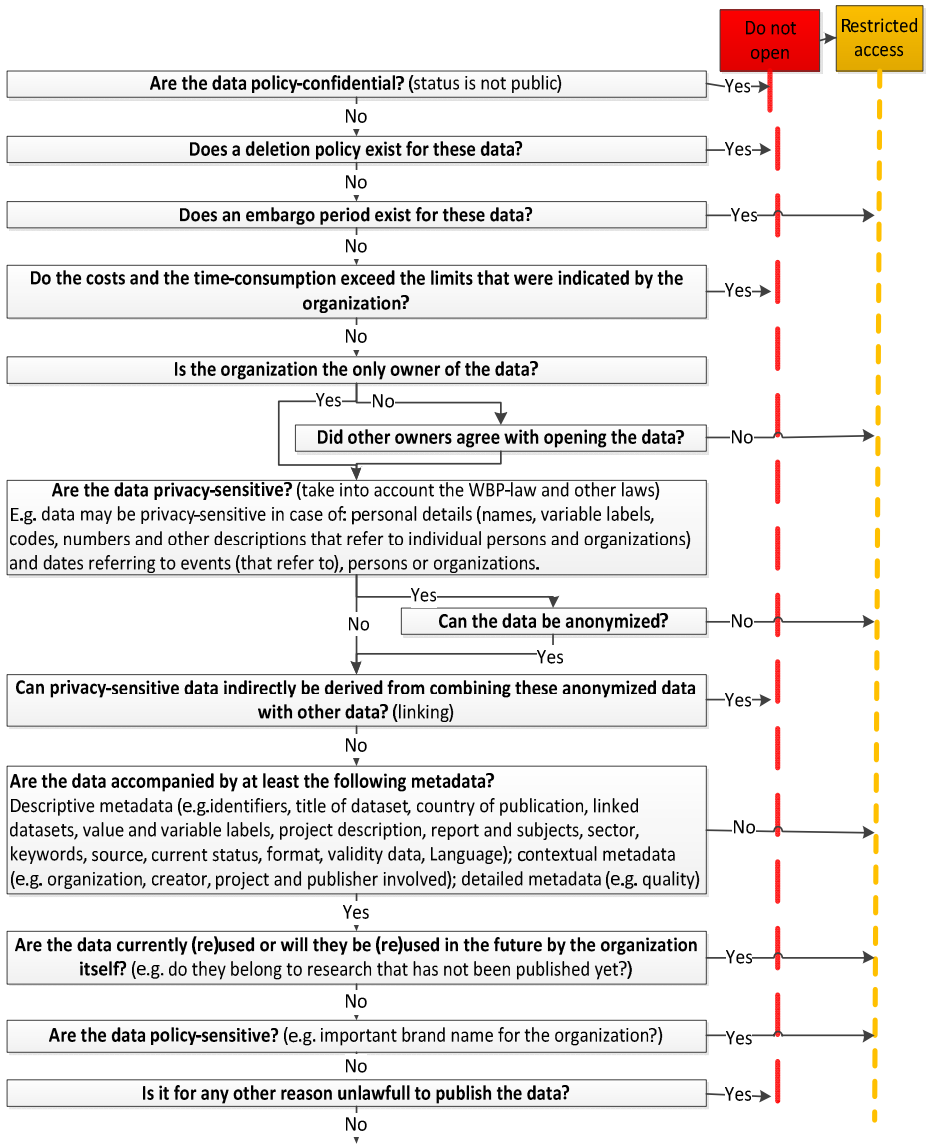 Do not
open
Restricted
access
Are the data policy-confidential? (status is not public)
Yes
No
Does a deletion policy exist for these data?
Yes
No
Does an embargo period exist for these data?
Yes
No
Do the costs and the time-consumption exceed the limits that were indicated by the
organization?
Yes
No
Is the organization the only owner of the data?
Yes
No
Did other owners agree with opening the data?
No
Are the data privacy-sensitive? (take into account the WBP-law and other laws)
E.g. data may be privacy-sensitive in case of: personal details (names, variable labels,
codes, numbers and other descriptions that refer to individual persons and organizations)
and dates referring to events (that refer to), persons or organizations.
Yes
No
Can the data be anonymized?
No
Yes
Can privacy-sensitive data indirectly be derived from combining these anonymized data
with other data? (linking)
Yes
No
Are the data accompanied by at least the following metadata?
Descriptive metadata (e.g.identifiers, title of dataset, country of publication, linked
datasets, value and variable labels, project description, report and subjects, sector,
keywords, source, current status, format, validity data, Language); contextual metadata
(e.g. organization, creator, project and publisher involved); detailed metadata (e.g. quality)
No
Yes
Are the data currently (re)used or will they be (re)used in the future by the organization
itself? (e.g. do they belong to research that has not been published yet?)
Yes
No
Are the data policy-sensitive? (e.g. important brand name for the organization?)
Yes
No
Is it for any other reason unlawfull to publish the data?
Yes
No